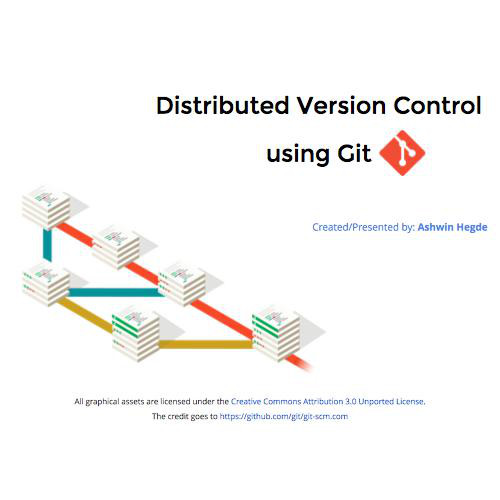 Distributed Version Control
using Git
Created/Presented by: Ashwin Hegde
All graphical assets are licensed under the Creative Commons Attribution 3.0 Unported License.
The credit goes to https://github.com/git/git-scm.com